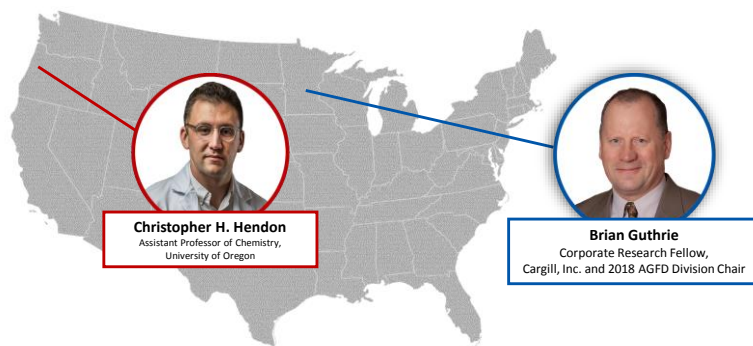 Christopher H. Hendon
Assistant Professor of Chemistry,
University of Oregon
Brian Guthrie
Corporate Research Fellow,
Cargill, Inc. and 2018 AGFD Division Chair